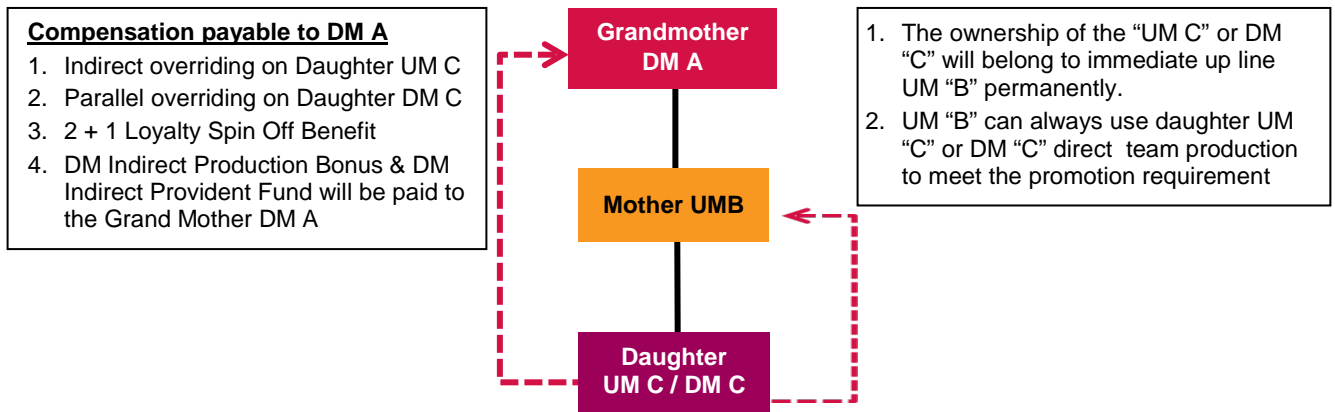 Compensation payable to DM A
1. Indirect overriding on Daughter UM C
2. Parallel overriding on Daughter DM C
3. 2 + 1 Loyalty Spin Off Benefit
4. DM Indirect Production Bonus & DM
Indirect Provident Fund will be paid to
the Grand Mother DM A
Grandmother
DM A
Mother UMB
Daughter
UM C / DM C
1. The ownership of the “UM C” or DM
“C” will belong to immediate up line
UM “B” permanently.
2. UM “B” can always use daughter UM
“C” or DM “C” direct team production
to meet the promotion requirement